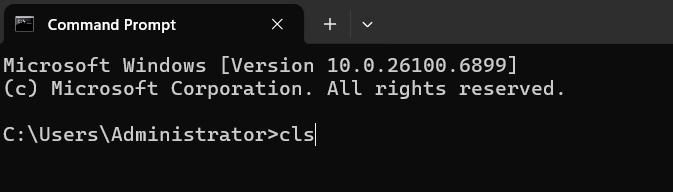 Command Prompt
Microsoft Windows [Version 10.0.26100.6899]
(c) Microsoft Corporation. All rights reserved.
C:\Users\Administrator>cls